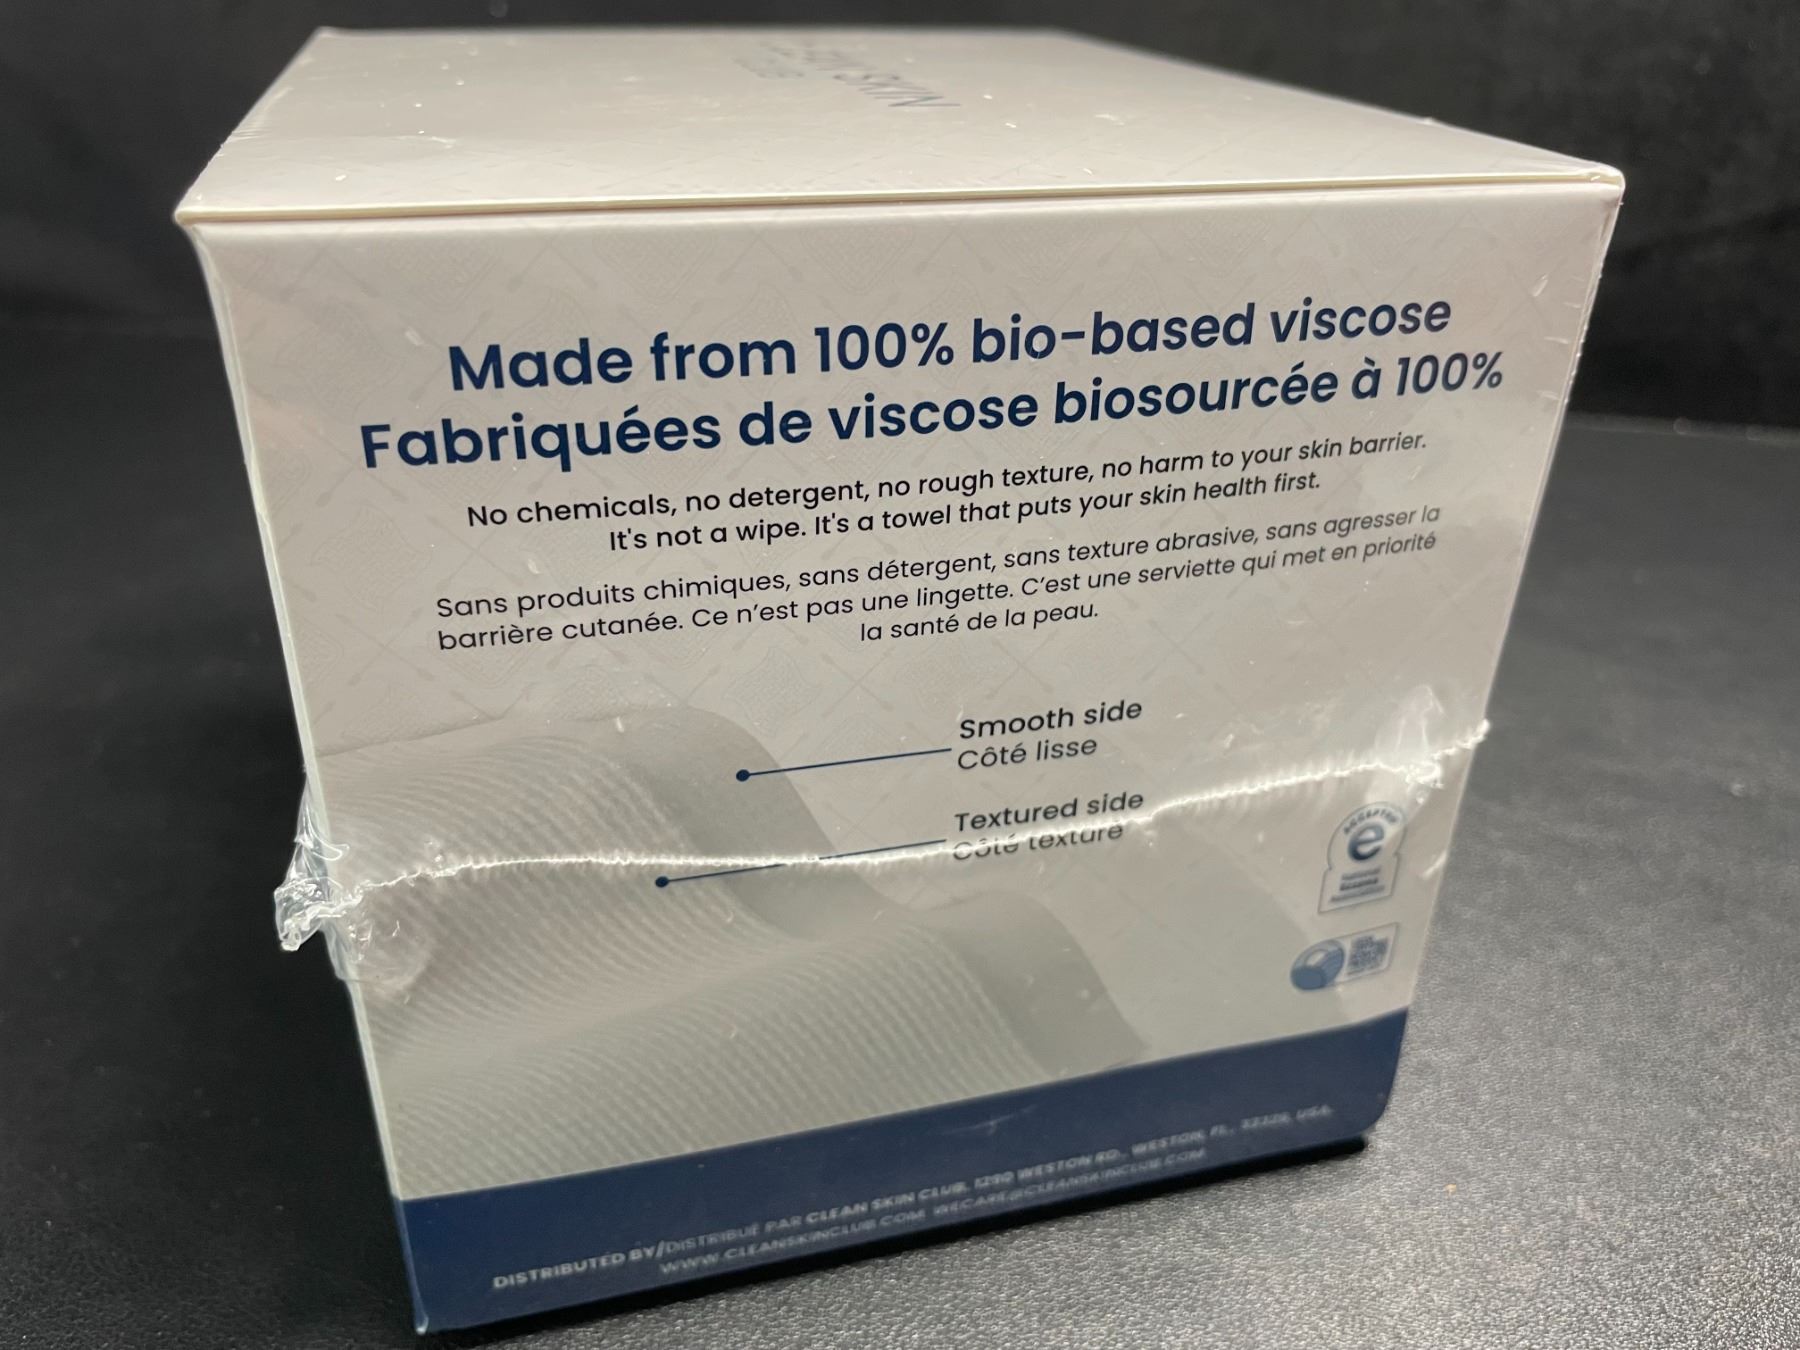 SKIN
Made from 100% bio-based viscose
Fabriquées de viscose biosourcée à 100%
No chemicals, no detergent, no rough texture, no harm to your skin barrier.
It's not a wipe. It's a towel that puts your skin health first.
Sans produits chimiques, sans détergent, sans texture abrasive, sans agresser la
barrière cutanée. Ce n’est pas une lingette. C’est une serviette qui met en priorité
la santé de la peau.
Smooth side
Côté lisse
Textured side
Côté texturé
ACCEPTED
DISTRIBUTED BY/DISTRIBUÉ PAR CLEAN SKIN CLUB, 1290 WESTON RD., WESTON, FL, USA.
WWW.CLEANSKINCLUB.COM WECARE@CLEANSKINCLUB.COM